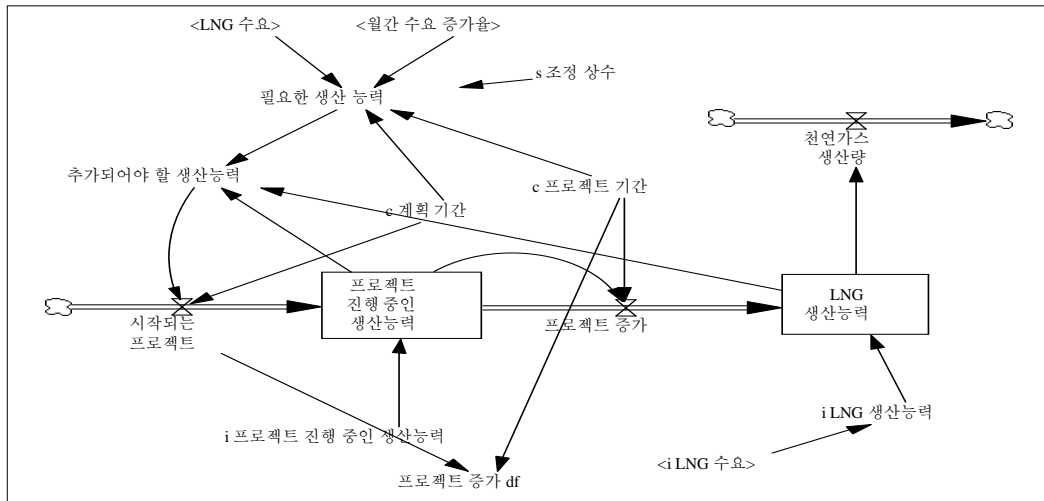 <LNG 수요>
<월간 수요 증가율>
s 조정 상수
필요한 생산 능력
천연가스
생산량
추가되어야 할 생산능력
c 프로젝트 기간
c 계획 기간
프로젝트
진행 중인
생산능력
LNG
생산능력
시작되는
프로젝트
프로젝트 증가
i LNG 생산능력
i 프로젝트 진행 중인 생산능력
<i LNG 수요>
프로젝트 증가 df